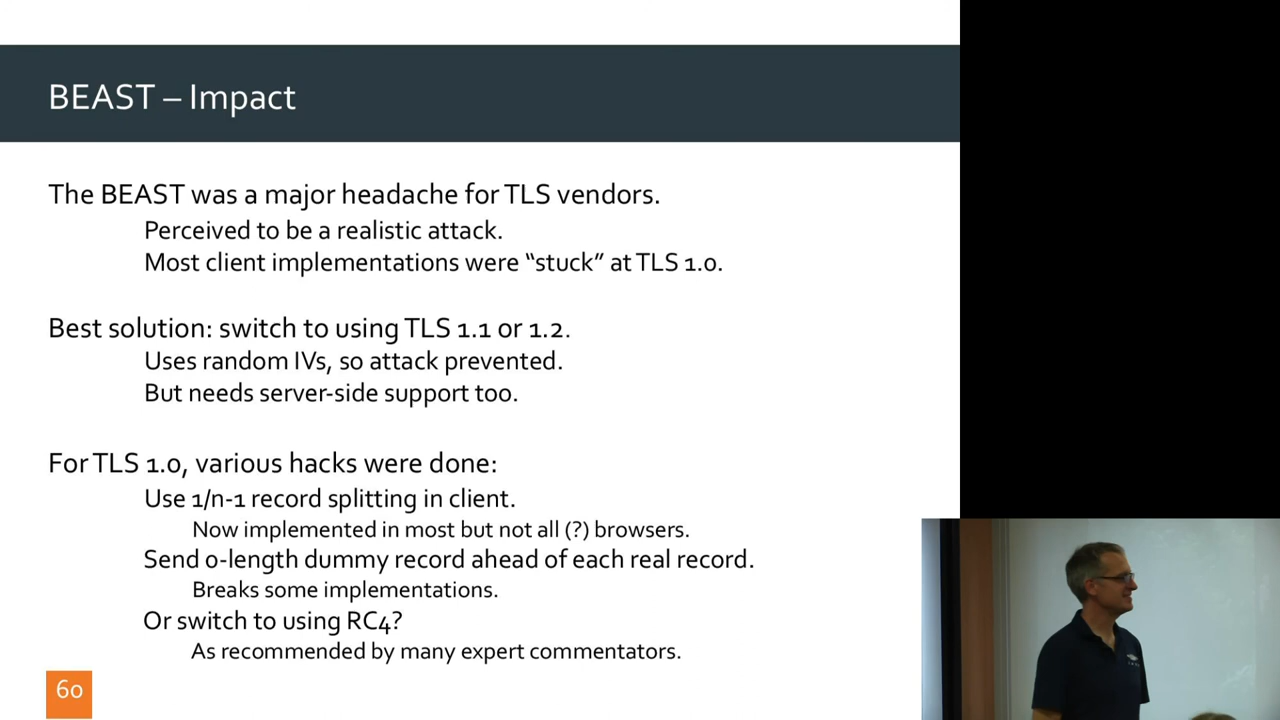 BEAST – Impact
The BEAST was a major headache for TLS vendors.
Perceived to be a realistic attack.
Most client implementations were “stuck” at TLS 1.0.
Best solution: switch to using TLS 1.1 or 1.2.
Uses random IVs, so attack prevented.
But needs server-side support too.
For TLS 1.0, various hacks were done:
Use 1/n-1 record splitting in client.
Now implemented in most but not all (?) browsers.
Send 0-length dummy record ahead of each real record.
Breaks some implementations.
Or switch to using RC4?
As recommended by many expert commentators.
60